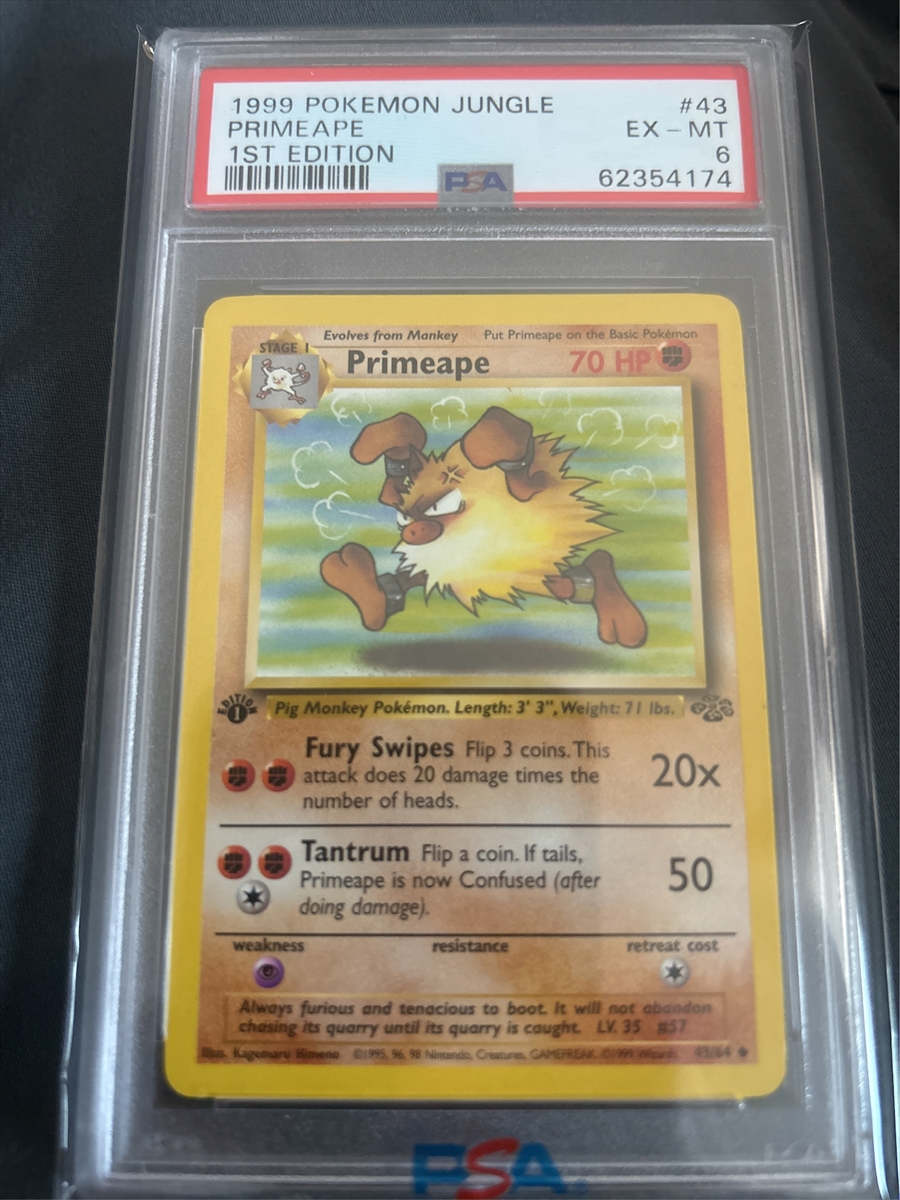 1999 POKEMON JUNGLE #43
PRIMEAPE EX - MT
1ST EDITION 6
PSA 62354174
Evolves from Mankey Put Primeape on the Basic Pokémon
STAGE 1
Primeape 70 HP
EDITION
1
Pig Monkey Pokémon. Length: 3' 3", Weight: 71 lbs.
Fury Swipes Flip 3 coins. This
attack does 20 damage times the
number of heads.
20x
Tantrum Flip a coin. If tails,
Primeape is now Confused (after
doing damage).
50
weakness resistance retreat cost
Always furious and tenacious to boot. It will not abandon
chasing its quarry until its quarry is caught. LV. 35 #57
Illus. Kagemaru Himeno ©1995, 96, 98 Nintendo, Creatures, GAMEFREAK. ©1999 Wizards. 43/64
PSA